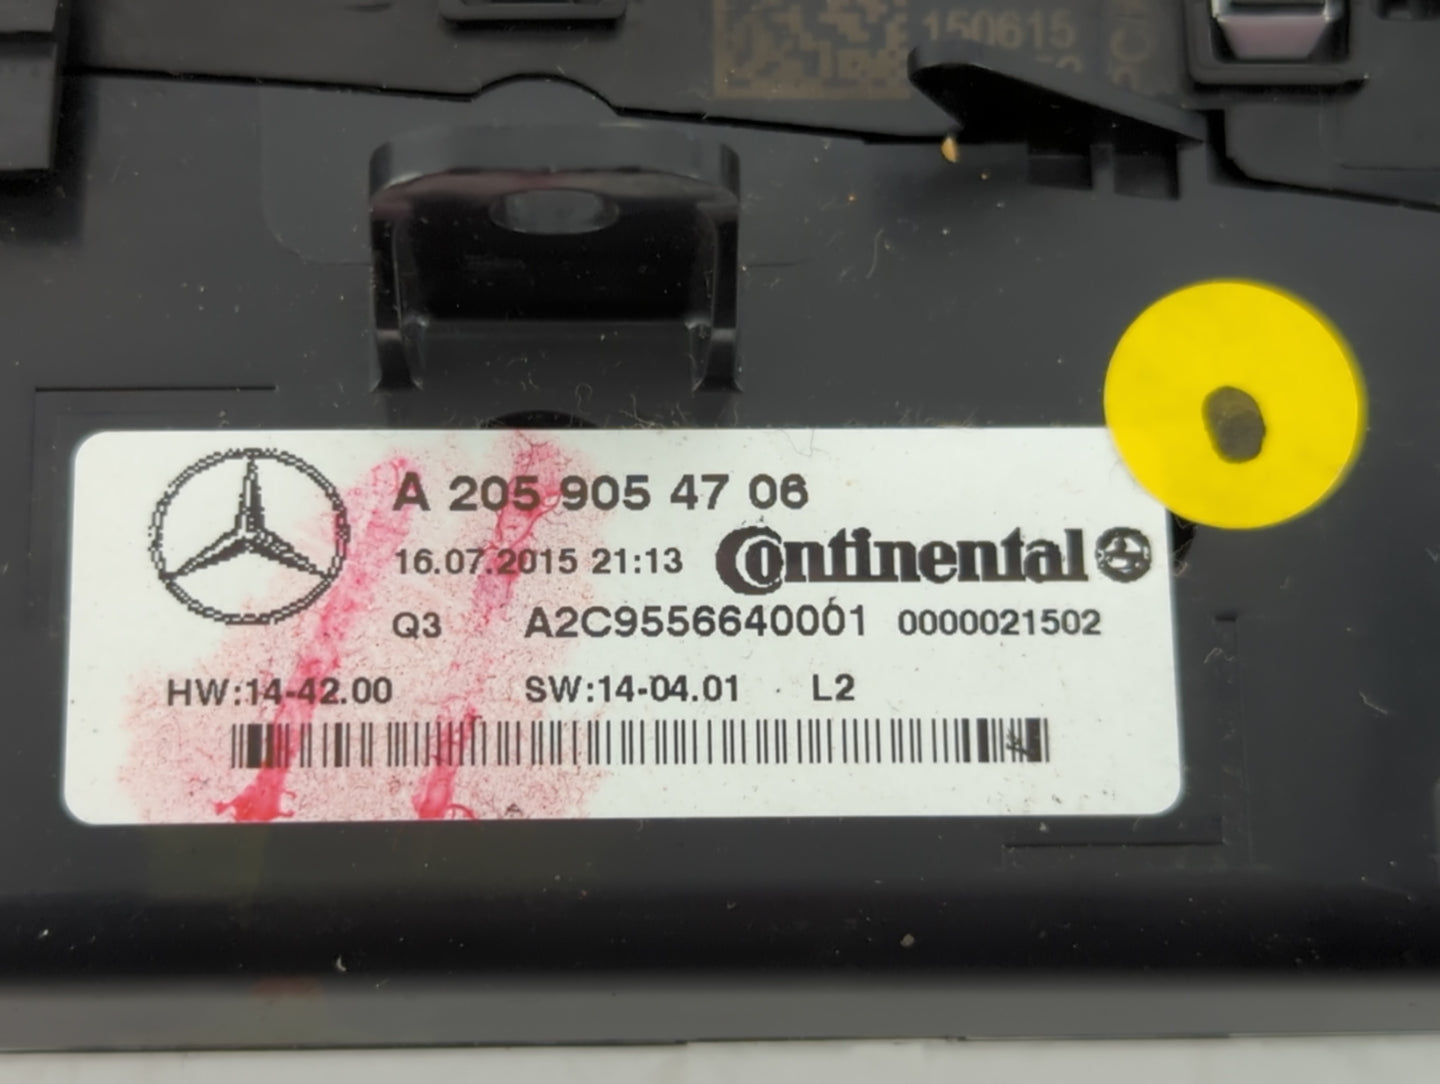 150615
A 205 905 47 06
16.07.2015 21:13 Continental
Q3 A2C9556640001 0000021502
HW:14-42.00 SW:14-04.01 L2